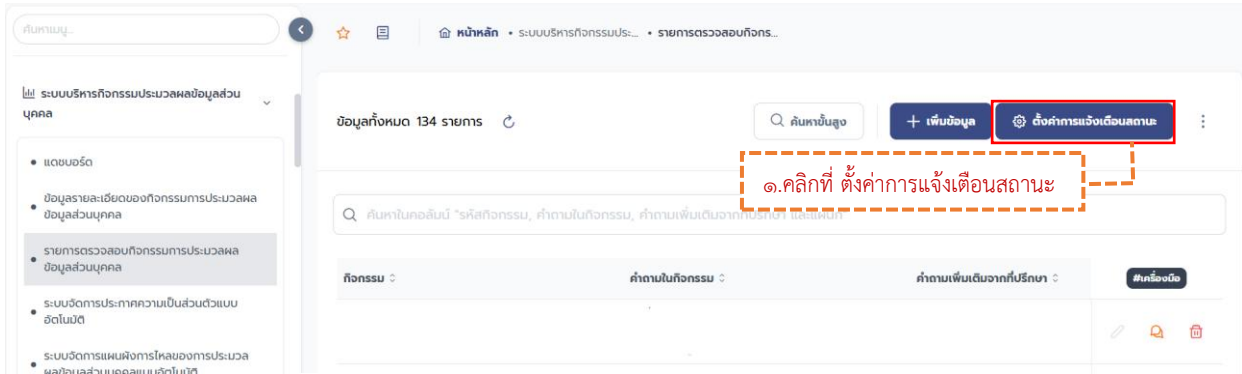 ค้นหาเมนู...
หน้าหลัก • ระบบบริหารกิจกรรมประ... • รายการตรวจสอบกิจกร...
ระบบบริหารกิจกรรมประมวลผลข้อมูลส่วน
บุคคล
ข้อมูลทั้งหมด 134 รายการ
ค้นหาขั้นสูง
+ เพิ่มข้อมูล
ตั้งค่าการแจ้งเตือนสถานะ
• แดชบอร์ด
๑.คลิกที่ ตั้งค่าการแจ้งเตือนสถานะ
• ข้อมูลรายละเอียดของกิจกรรมการประมวลผล
ข้อมูลส่วนบุคคล
ค้นหาในคอลัมน์ "รหัสกิจกรรม, คำถามในกิจกรรม, คำถามเพิ่มเติมจากที่ปรึกษา และแผนก"
• รายการตรวจสอบกิจกรรมการประมวลผล
ข้อมูลส่วนบุคคล
กิจกรรม
คำถามในกิจกรรม
คำถามเพิ่มเติมจากที่ปรึกษา
#เครื่องมือ
• ระบบจัดการประกาศความเป็นส่วนตัวแบบ
อัตโนมัติ
• ระบบจัดการแผนผังการไหลของการประมวล
ผลข้อมูลส่วนบุคคลแบบอัตโนมัติ